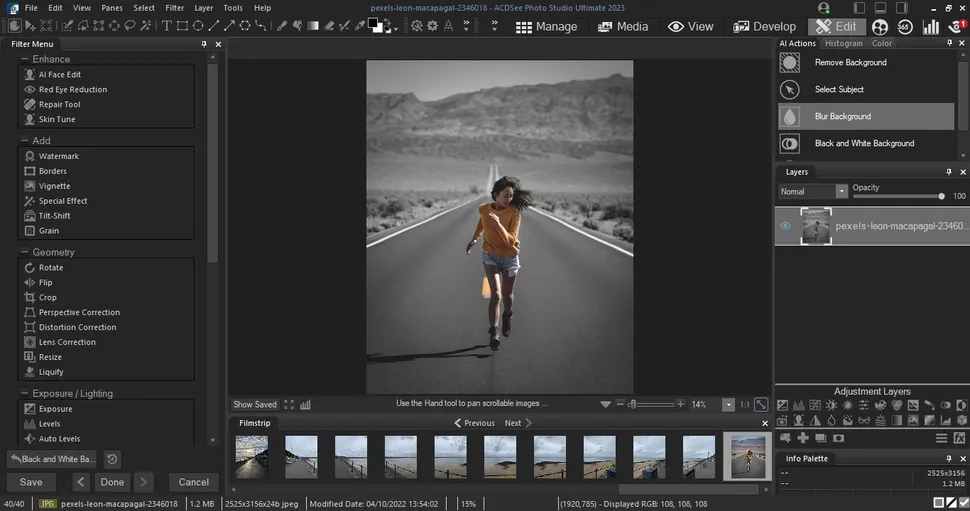 File Edit View Panes Select Filter Layer Tools Help
pexels-leon-macapagal-2346018 - ACDSee Photo Studio Ultimate 2023
Manage Media View Develop Edit 365 1
Filter Menu
Enhance
AI Face Edit
Red Eye Reduction
Repair Tool
Skin Tune
Add
Watermark
Borders
Vignette
Special Effect
Tilt-Shift
Grain
Geometry
Rotate
Flip
Crop
Perspective Correction
Distortion Correction
Lens Correction
Resize
Liquify
Exposure / Lighting
Exposure
Levels
Auto Levels
Black and White Ba...
Save Done Cancel
Show Saved
Use the Hand tool to pan scrollable images ...
1:1
14%
Filmstrip
Previous Next
AI Actions Histogram Color
Remove Background
Select Subject
Blur Background
Black and White Background
Layers
Normal
Opacity
100
pexels-leon-macapagal-23460...
Adjustment Layers
fx
Info Palette
-- 2525x3156
-- 1.2 MB
40/40 JPG pexels-leon-macapagal-2346018 1.2 MB 2525x3156x24b jpeg Modified Date: 04/10/2022 13:54:02 15% (1920,785) - Displayed RGB: 108, 108, 108